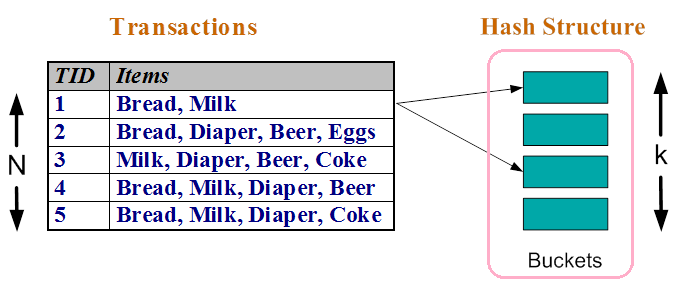 Transactions
Hash Structure
TID Items
1 Bread, Milk
2 Bread, Diaper, Beer, Eggs
3 Milk, Diaper, Beer, Coke
4 Bread, Milk, Diaper, Beer
5 Bread, Milk, Diaper, Coke
N
k
Buckets